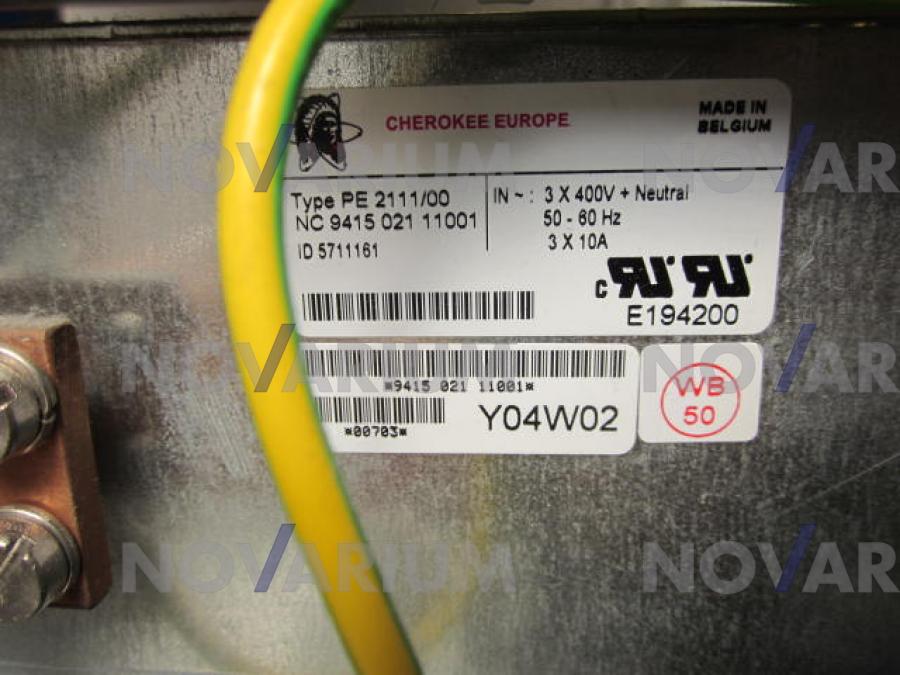 CHEROKEE EUROPE
MADE IN
BELGIUM
Type PE 2111/00
NC 9415 021 11001
ID 5711161
IN ~ : 3 X 400V + Neutral
50 - 60 Hz
3 X 10A
c RU RU
E194200
*9415 021 11001*
*00703*
Y04W02
WB
50
NOVARIUM
NOVAR
NOVARIUM
NOVAR
NOVARIUM
NOVAR